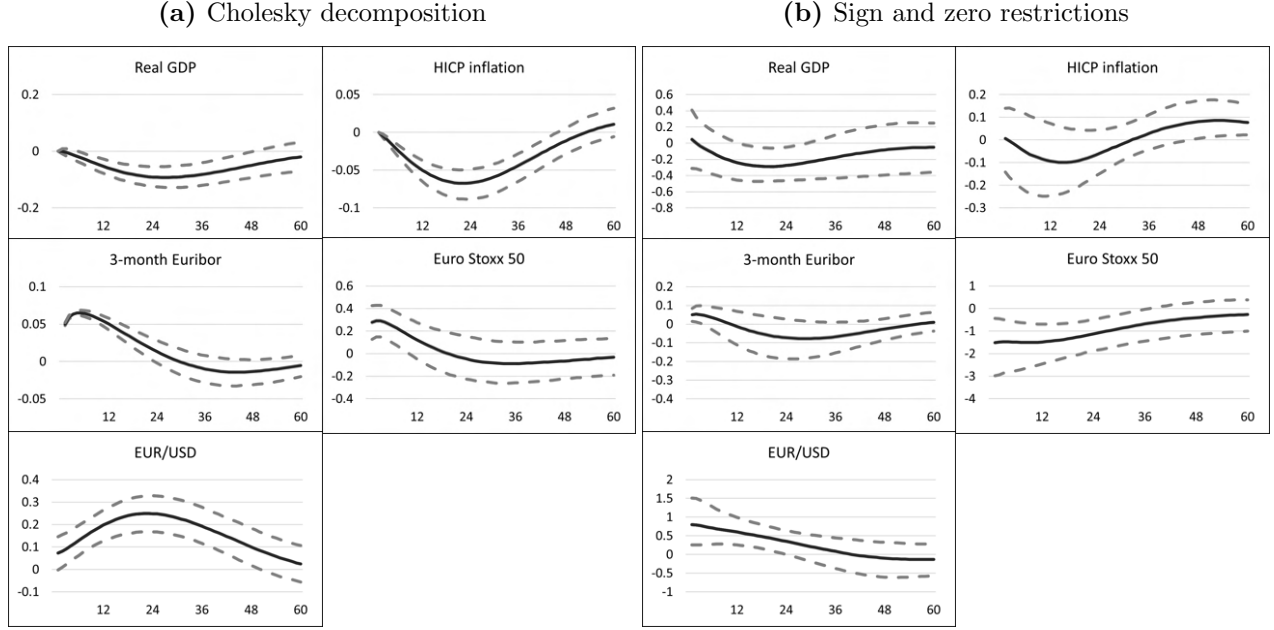 (a) Cholesky decomposition
(b) Sign and zero restrictions
Real GDP
0.2
0
-0.2
12 24 36 48 60
HICP inflation
0.05
0
-0.05
-0.1
12 24 36 48 60
Real GDP
0.6
0.4
0.2
0
-0.2
-0.4
-0.6
-0.8
12 24 36 48 60
HICP inflation
0.2
0.1
0
-0.1
-0.2
-0.3
12 24 36 48 60
3-month Euribor
0.1
0.05
0
-0.05
12 24 36 48 60
Euro Stoxx 50
0.6
0.4
0.2
0
-0.2
-0.4
12 24 36 48 60
3-month Euribor
0.2
0.1
0
-0.1
-0.2
-0.3
-0.4
12 24 36 48 60
Euro Stoxx 50
1
0
-1
-2
-3
-4
12 24 36 48 60
EUR/USD
0.4
0.3
0.2
0.1
0
-0.1
12 24 36 48 60
EUR/USD
2
1.5
1
0.5
0
-0.5
-1
12 24 36 48 60